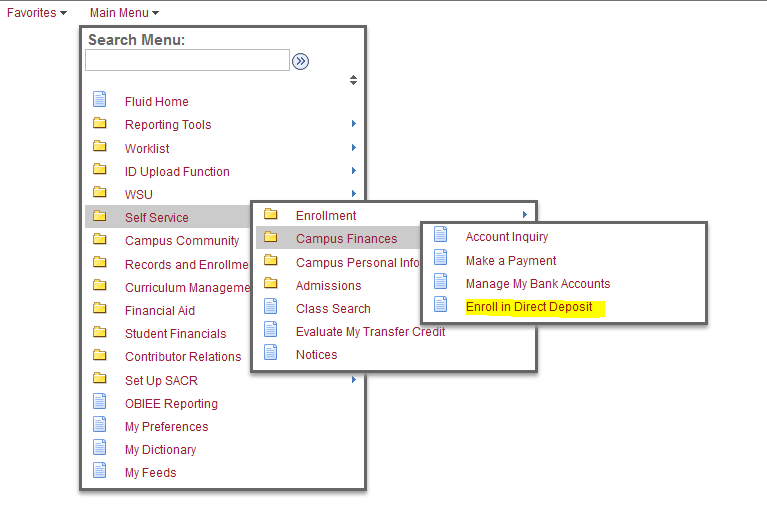 Favorites
Main Menu
Search Menu:
Fluid Home
Reporting Tools
Worklist
ID Upload Function
WSU
Self Service
Campus Community
Records and Enrollme
Curriculum Manageme
Financial Aid
Student Financials
Contributor Relations
Set Up SACR
OBIEE Reporting
My Preferences
My Dictionary
My Feeds
Enrollment
Campus Finances
Campus Personal Info
Admissions
Class Search
Evaluate My Transfer Credit
Notices
Account Inquiry
Make a Payment
Manage My Bank Accounts
Enroll in Direct Deposit